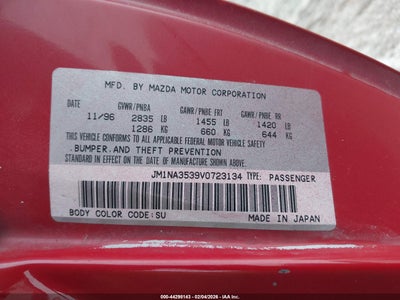 MFD. BY MAZDA MOTOR CORPORATION
GVWR/PNBA GAWR/PNBE FRT GAWR/PNBE RR
11/96 2835 LB 1455 LB 1420 LB
1286 KG 660 KG 644 KG
THIS VEHICLE CONFORMS TO ALL APPLICABLE FEDERAL MOTOR VEHICLE SAFETY
STANDARD IN EFFECT ON THE DATE OF MANUFACTURE SHOWN ABOVE.
BUMPER.AND THEFT PREVENTION
JM1NA3539V0723134 TYPE: PASSENGER
BODY COLOR CODE: SU MADE IN JAPAN
000-44298143 - 02/04/2026 - IAA Inc.